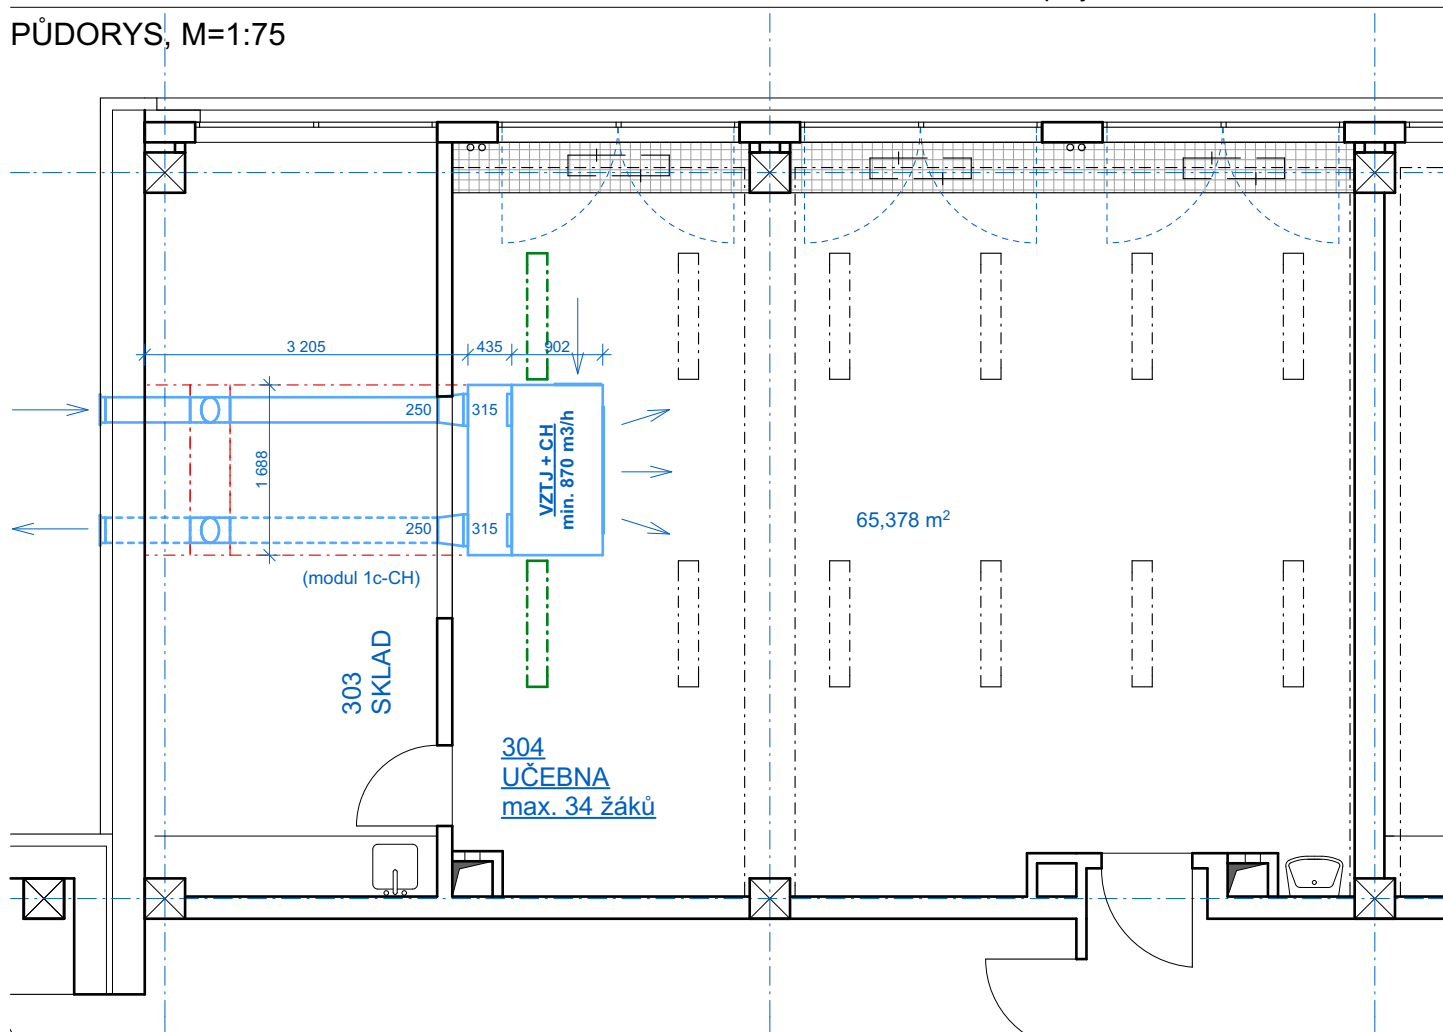 PŮDORYS, M=1:75
3 205
435
902
250
315
1 688
VZTJ + CH
min. 870 m3/h
250
315
65,378 m²
(modul 1c-CH)
303
SKLAD
304
UČEBNA
max. 34 žáků